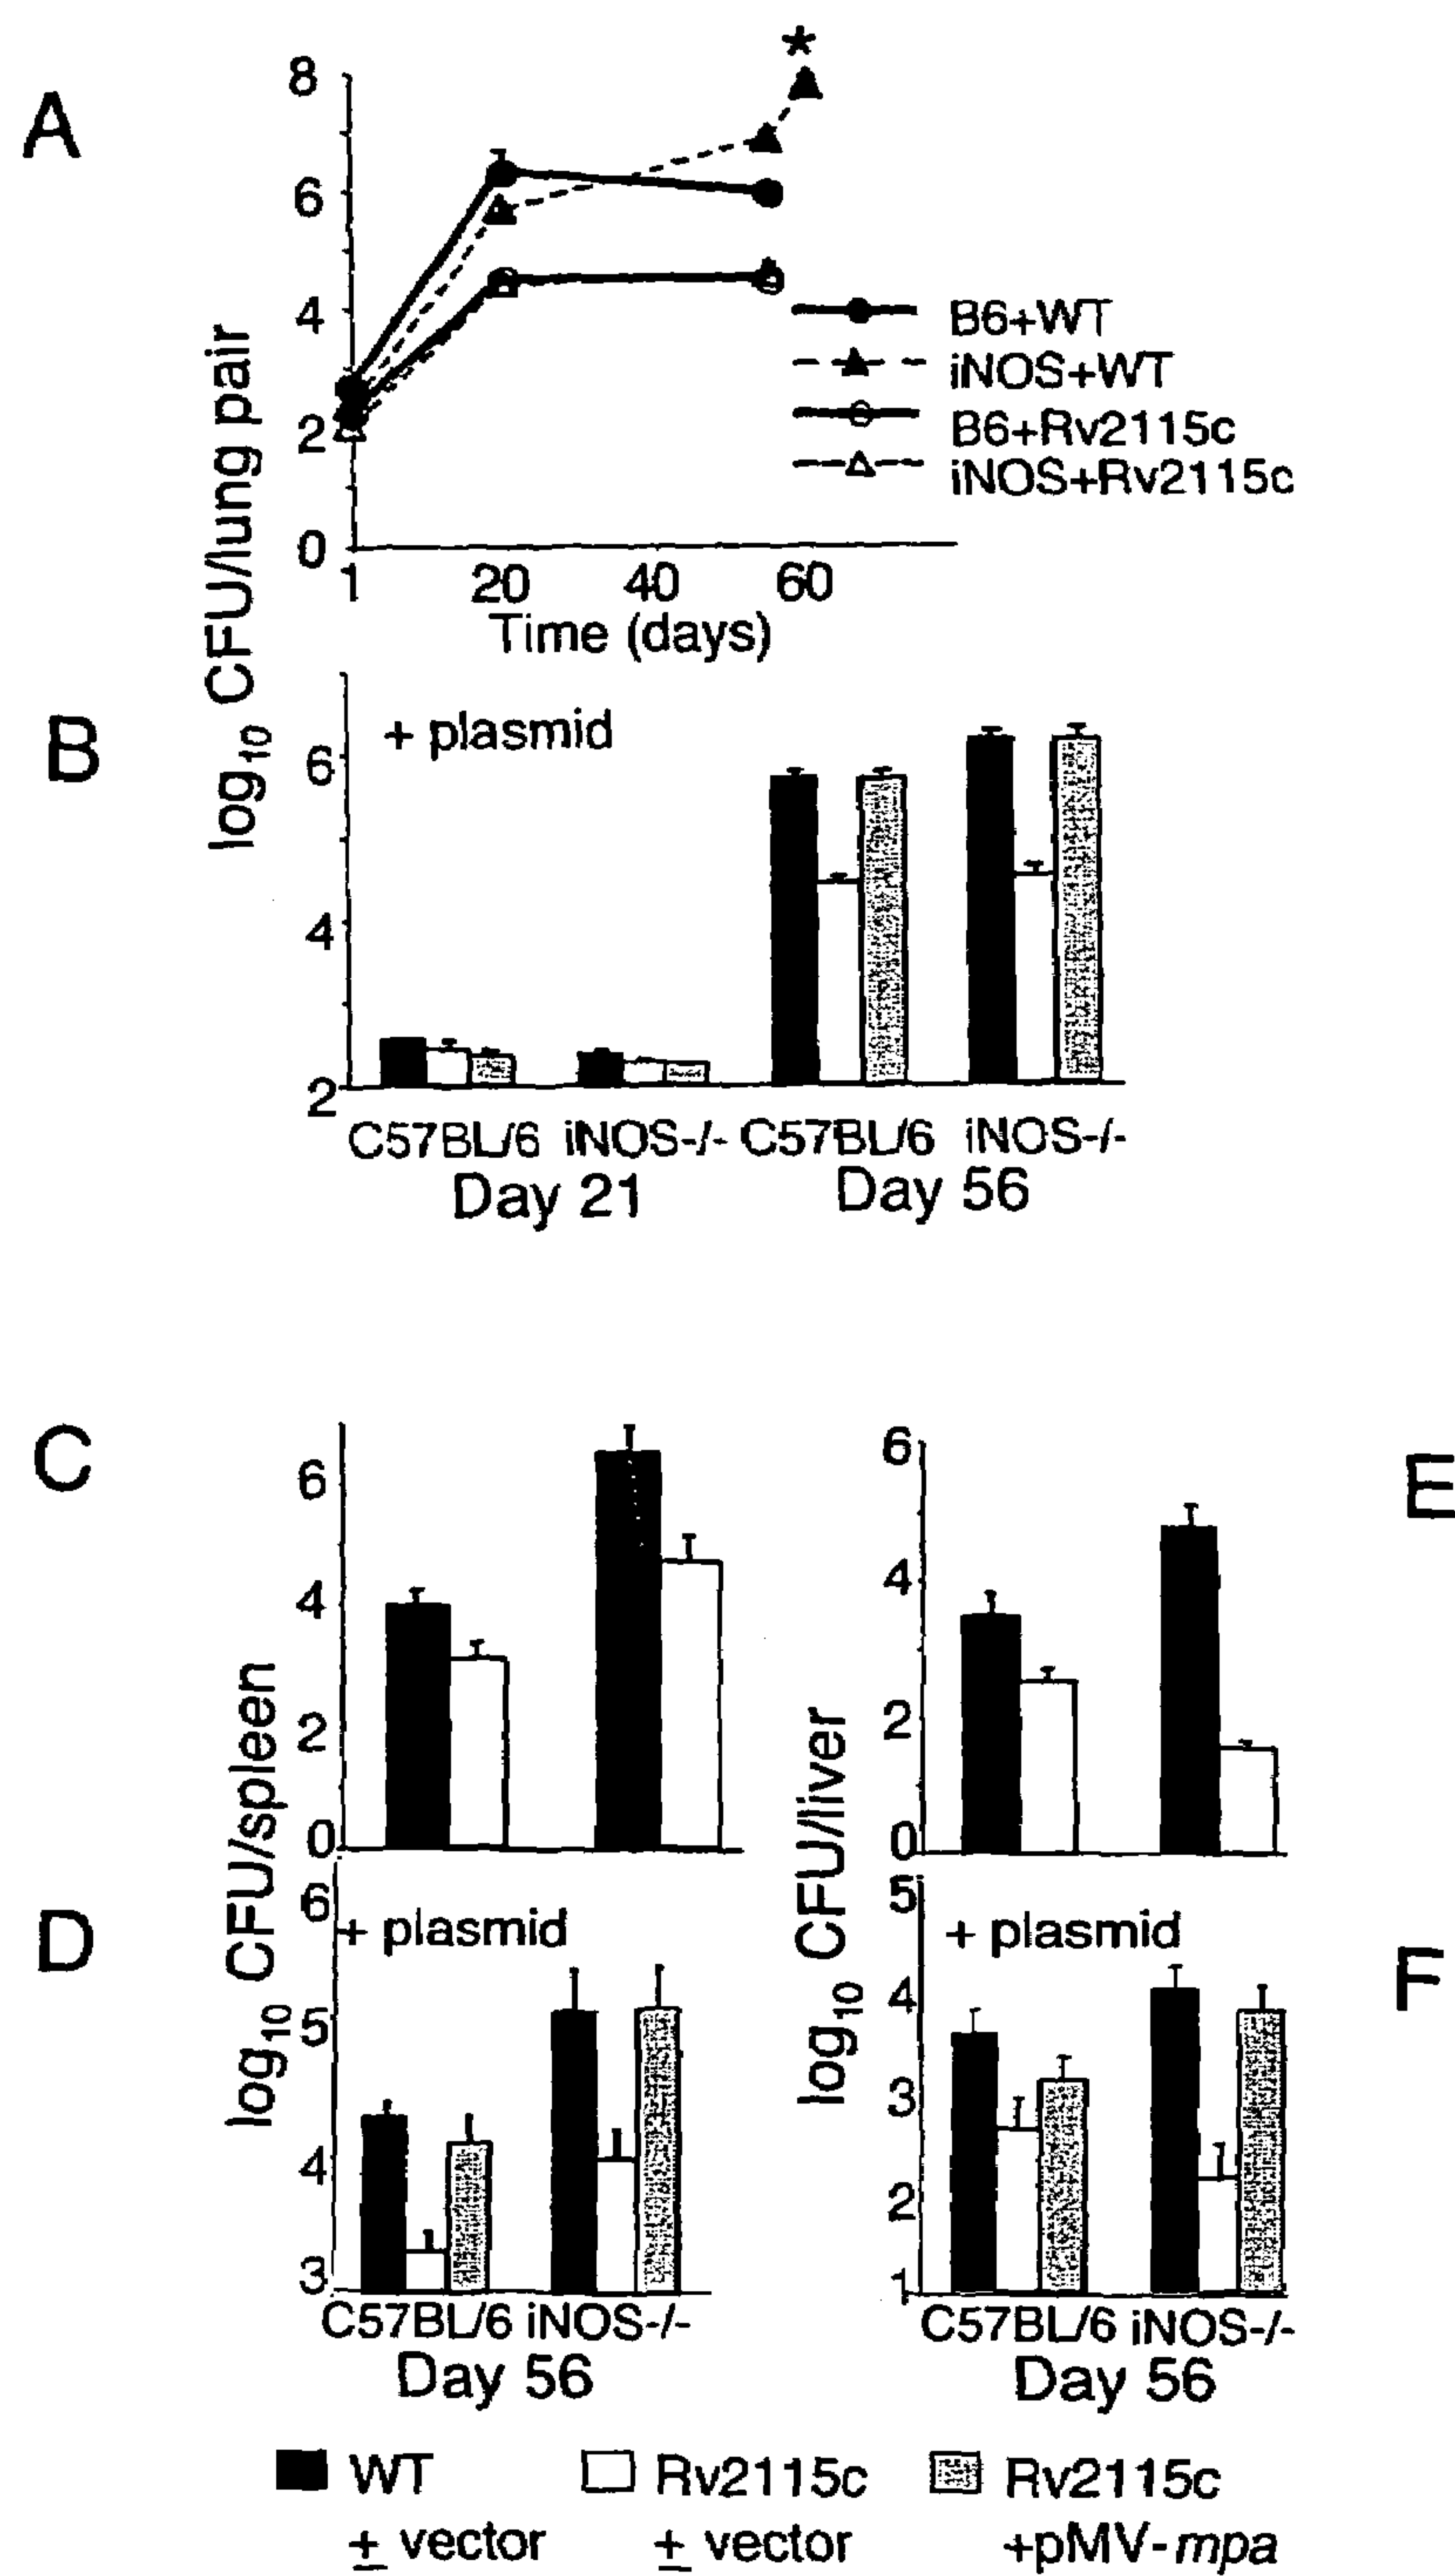 A
*
8
6
4
2
0
1 20 40 60
Time (days)
B6+WT
iNOS+WT
B6+Rv2115c
iNOS+Rv2115c
log10 CFU/lung pair
B
+ plasmid
6
4
2
C57BL/6 iNOS-/- C57BL/6 iNOS-/-
Day 21 Day 56
C
6
4
2
0
E
6
4
2
0
log10 CFU/spleen
log10 CFU/liver
D
+ plasmid
6
5
4
3
C57BL/6 iNOS-/-
Day 56
F
+ plasmid
5
4
3
2
1
C57BL/6 iNOS-/-
Day 56
WT Rv2115c Rv2115c
± vector ± vector +pMV-mpa